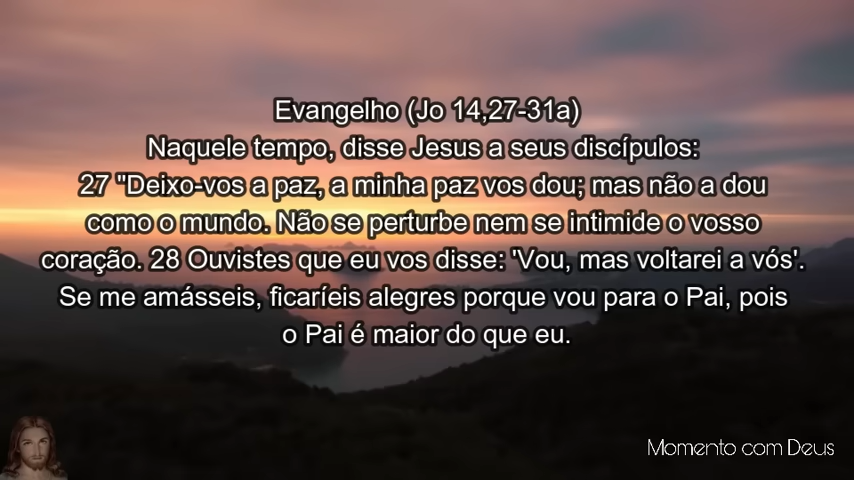 Evangelho (Jo 14,27-31a)
Naquele tempo, disse Jesus a seus discípulos:
27 "Deixo-vos a paz, a minha paz vos dou; mas não a dou
como o mundo. Não se perturbe nem se intimide o vosso
coração. 28 Ouvistes que eu vos disse: 'Vou, mas voltarei a vós'.
Se me amásseis, ficaríeis alegres porque vou para o Pai, pois
o Pai é maior do que eu.
Momento com Deus